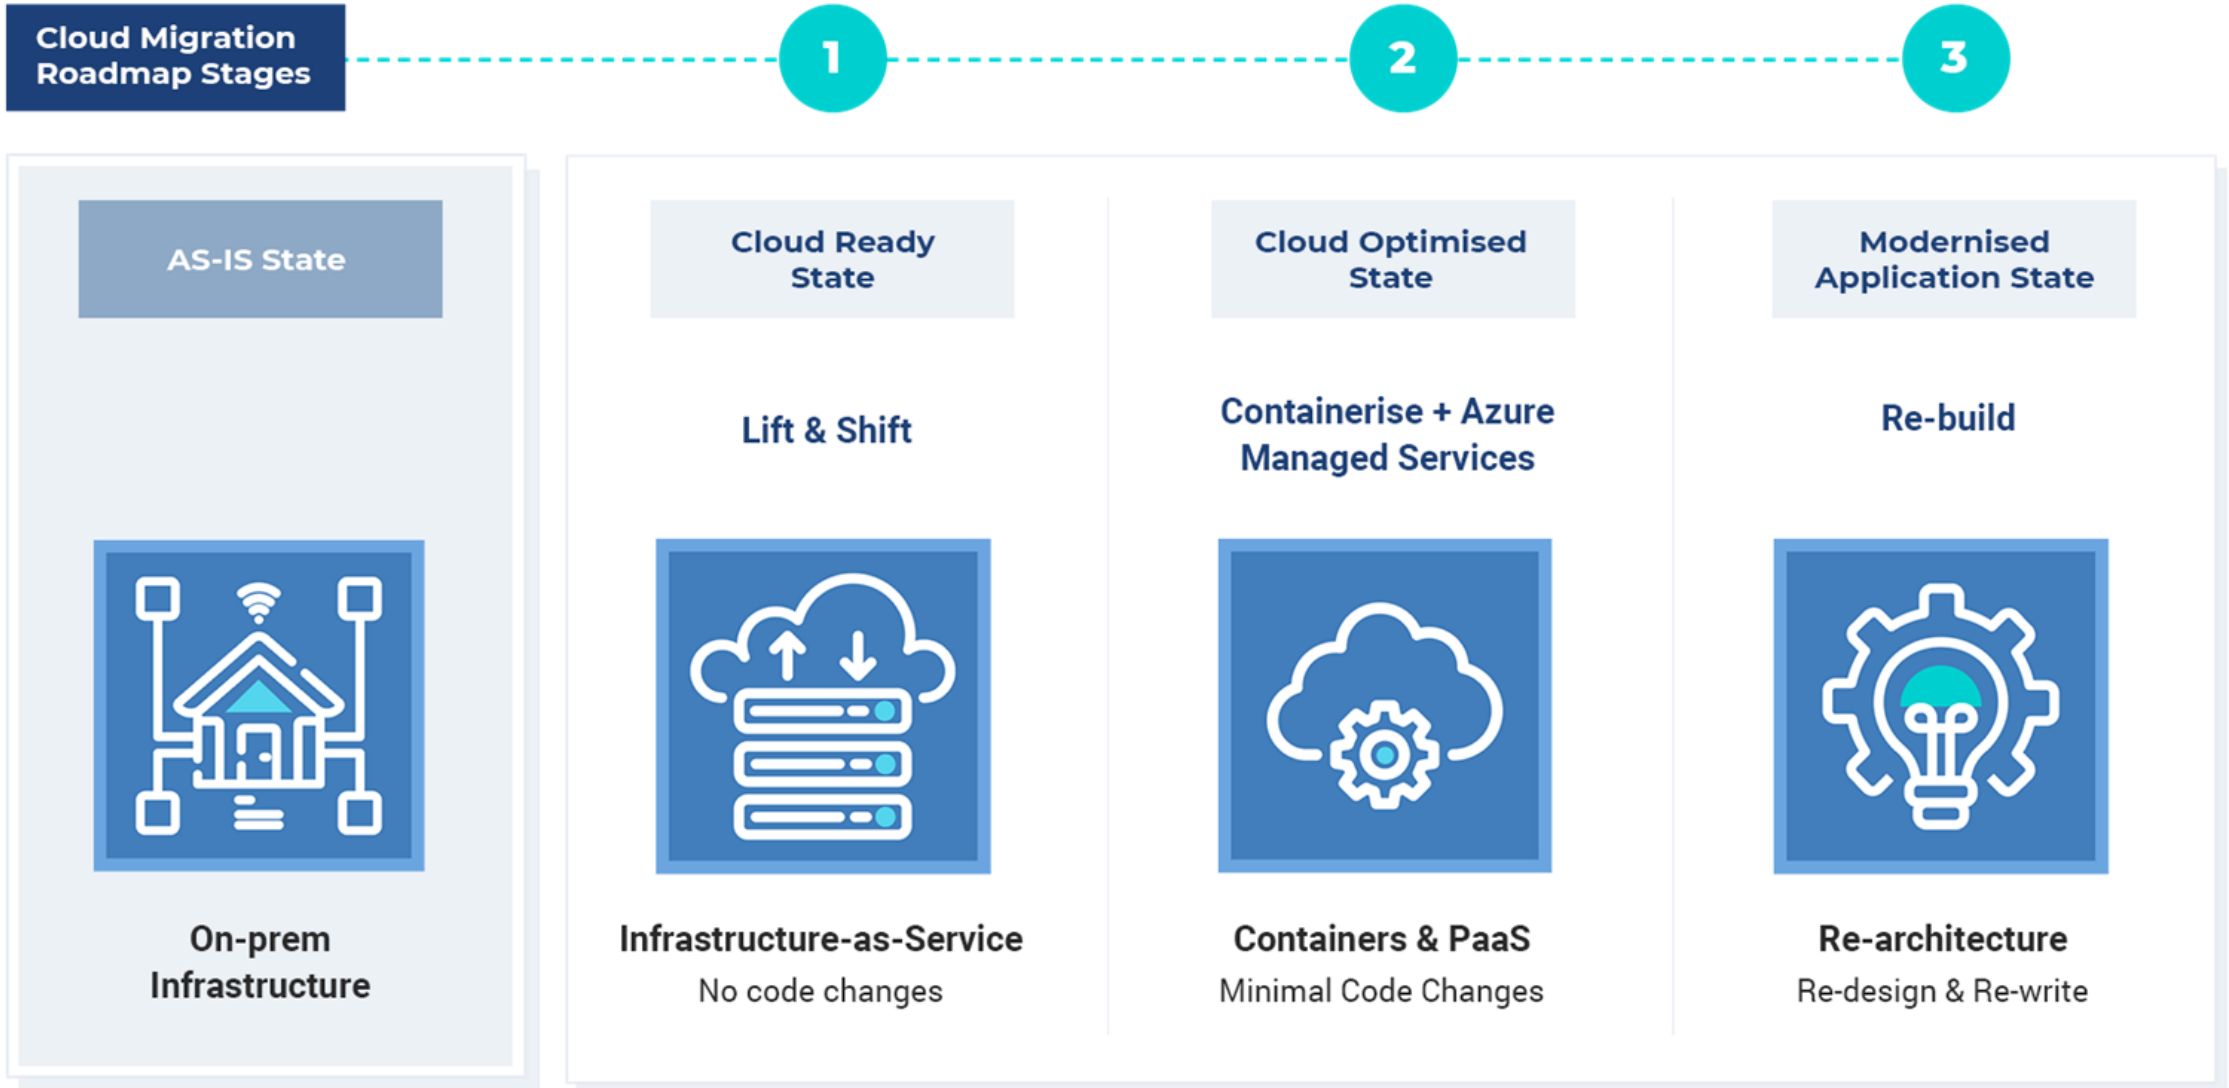 Cloud Migration
Roadmap Stages
1
2
3
AS-IS State
On-prem
Infrastructure
Cloud Ready
State
Lift & Shift
Infrastructure-as-Service
No code changes
Cloud Optimised
State
Containerise + Azure
Managed Services
Containers & PaaS
Minimal Code Changes
Modernised
Application State
Re-build
Re-architecture
Re-design & Re-write